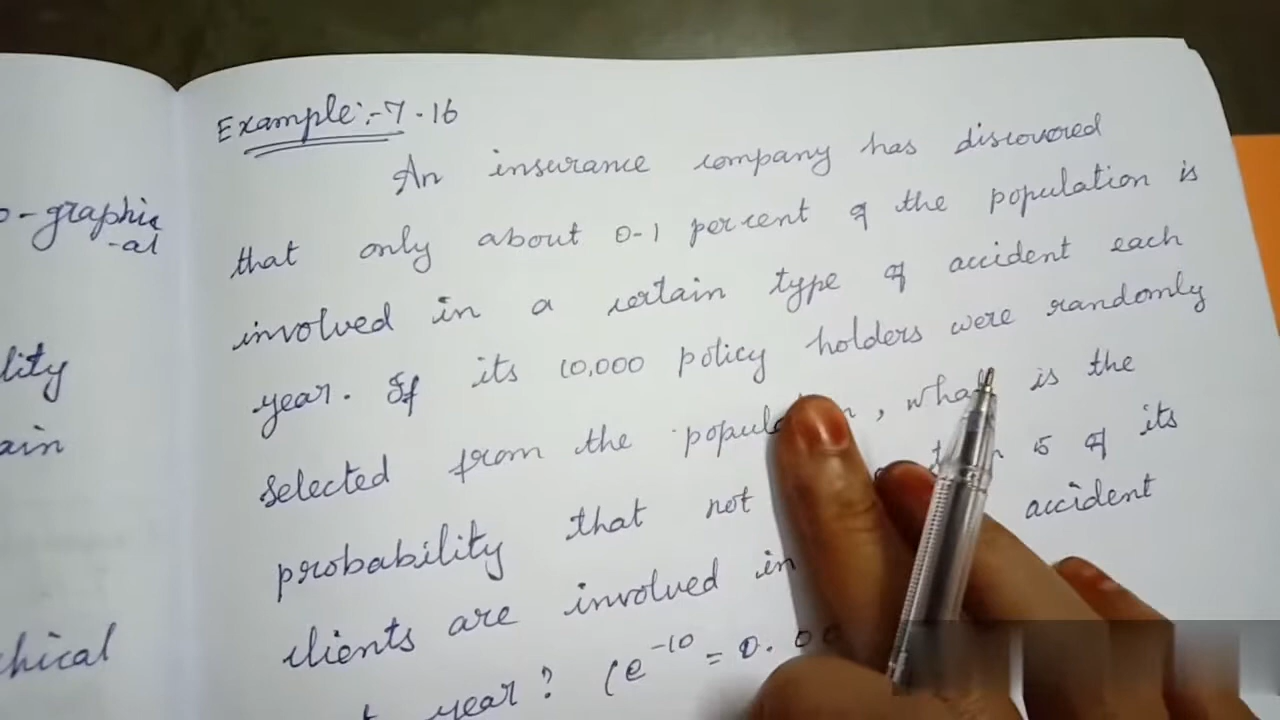 Example:- 7.16
An insurance company has discovered
that only about 0.1 percent of the population is
involved in a certain type of accident each
year. If its 10,000 policy holders were randomly
selected from the , what is the
probability that not 5 of its
clients are involved in accident
year? (e^-10 = 0.00
o-graphic
-al
lity
ain
hical